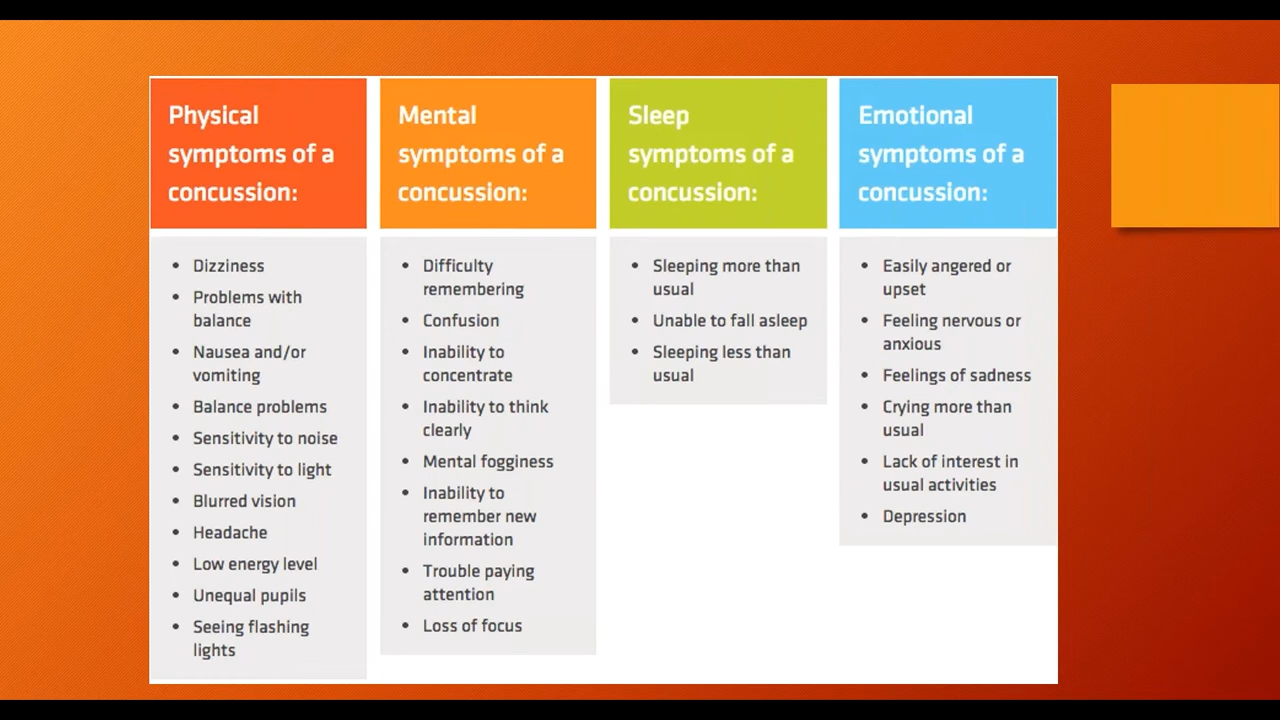 Physical
symptoms of a
concussion:
• Dizziness
• Problems with
balance
• Nausea and/or
vomiting
• Balance problems
• Sensitivity to noise
• Sensitivity to light
• Blurred vision
• Headache
• Low energy level
• Unequal pupils
• Seeing flashing
lights
Mental
symptoms of a
concussion:
• Difficulty
remembering
• Confusion
• Inability to
concentrate
• Inability to think
clearly
• Mental fogginess
• Inability to
remember new
information
• Trouble paying
attention
• Loss of focus
Sleep
symptoms of a
concussion:
• Sleeping more than
usual
• Unable to fall asleep
• Sleeping less than
usual
Emotional
symptoms of a
concussion:
• Easily angered or
upset
• Feeling nervous or
anxious
• Feelings of sadness
• Crying more than
usual
• Lack of interest in
usual activities
• Depression